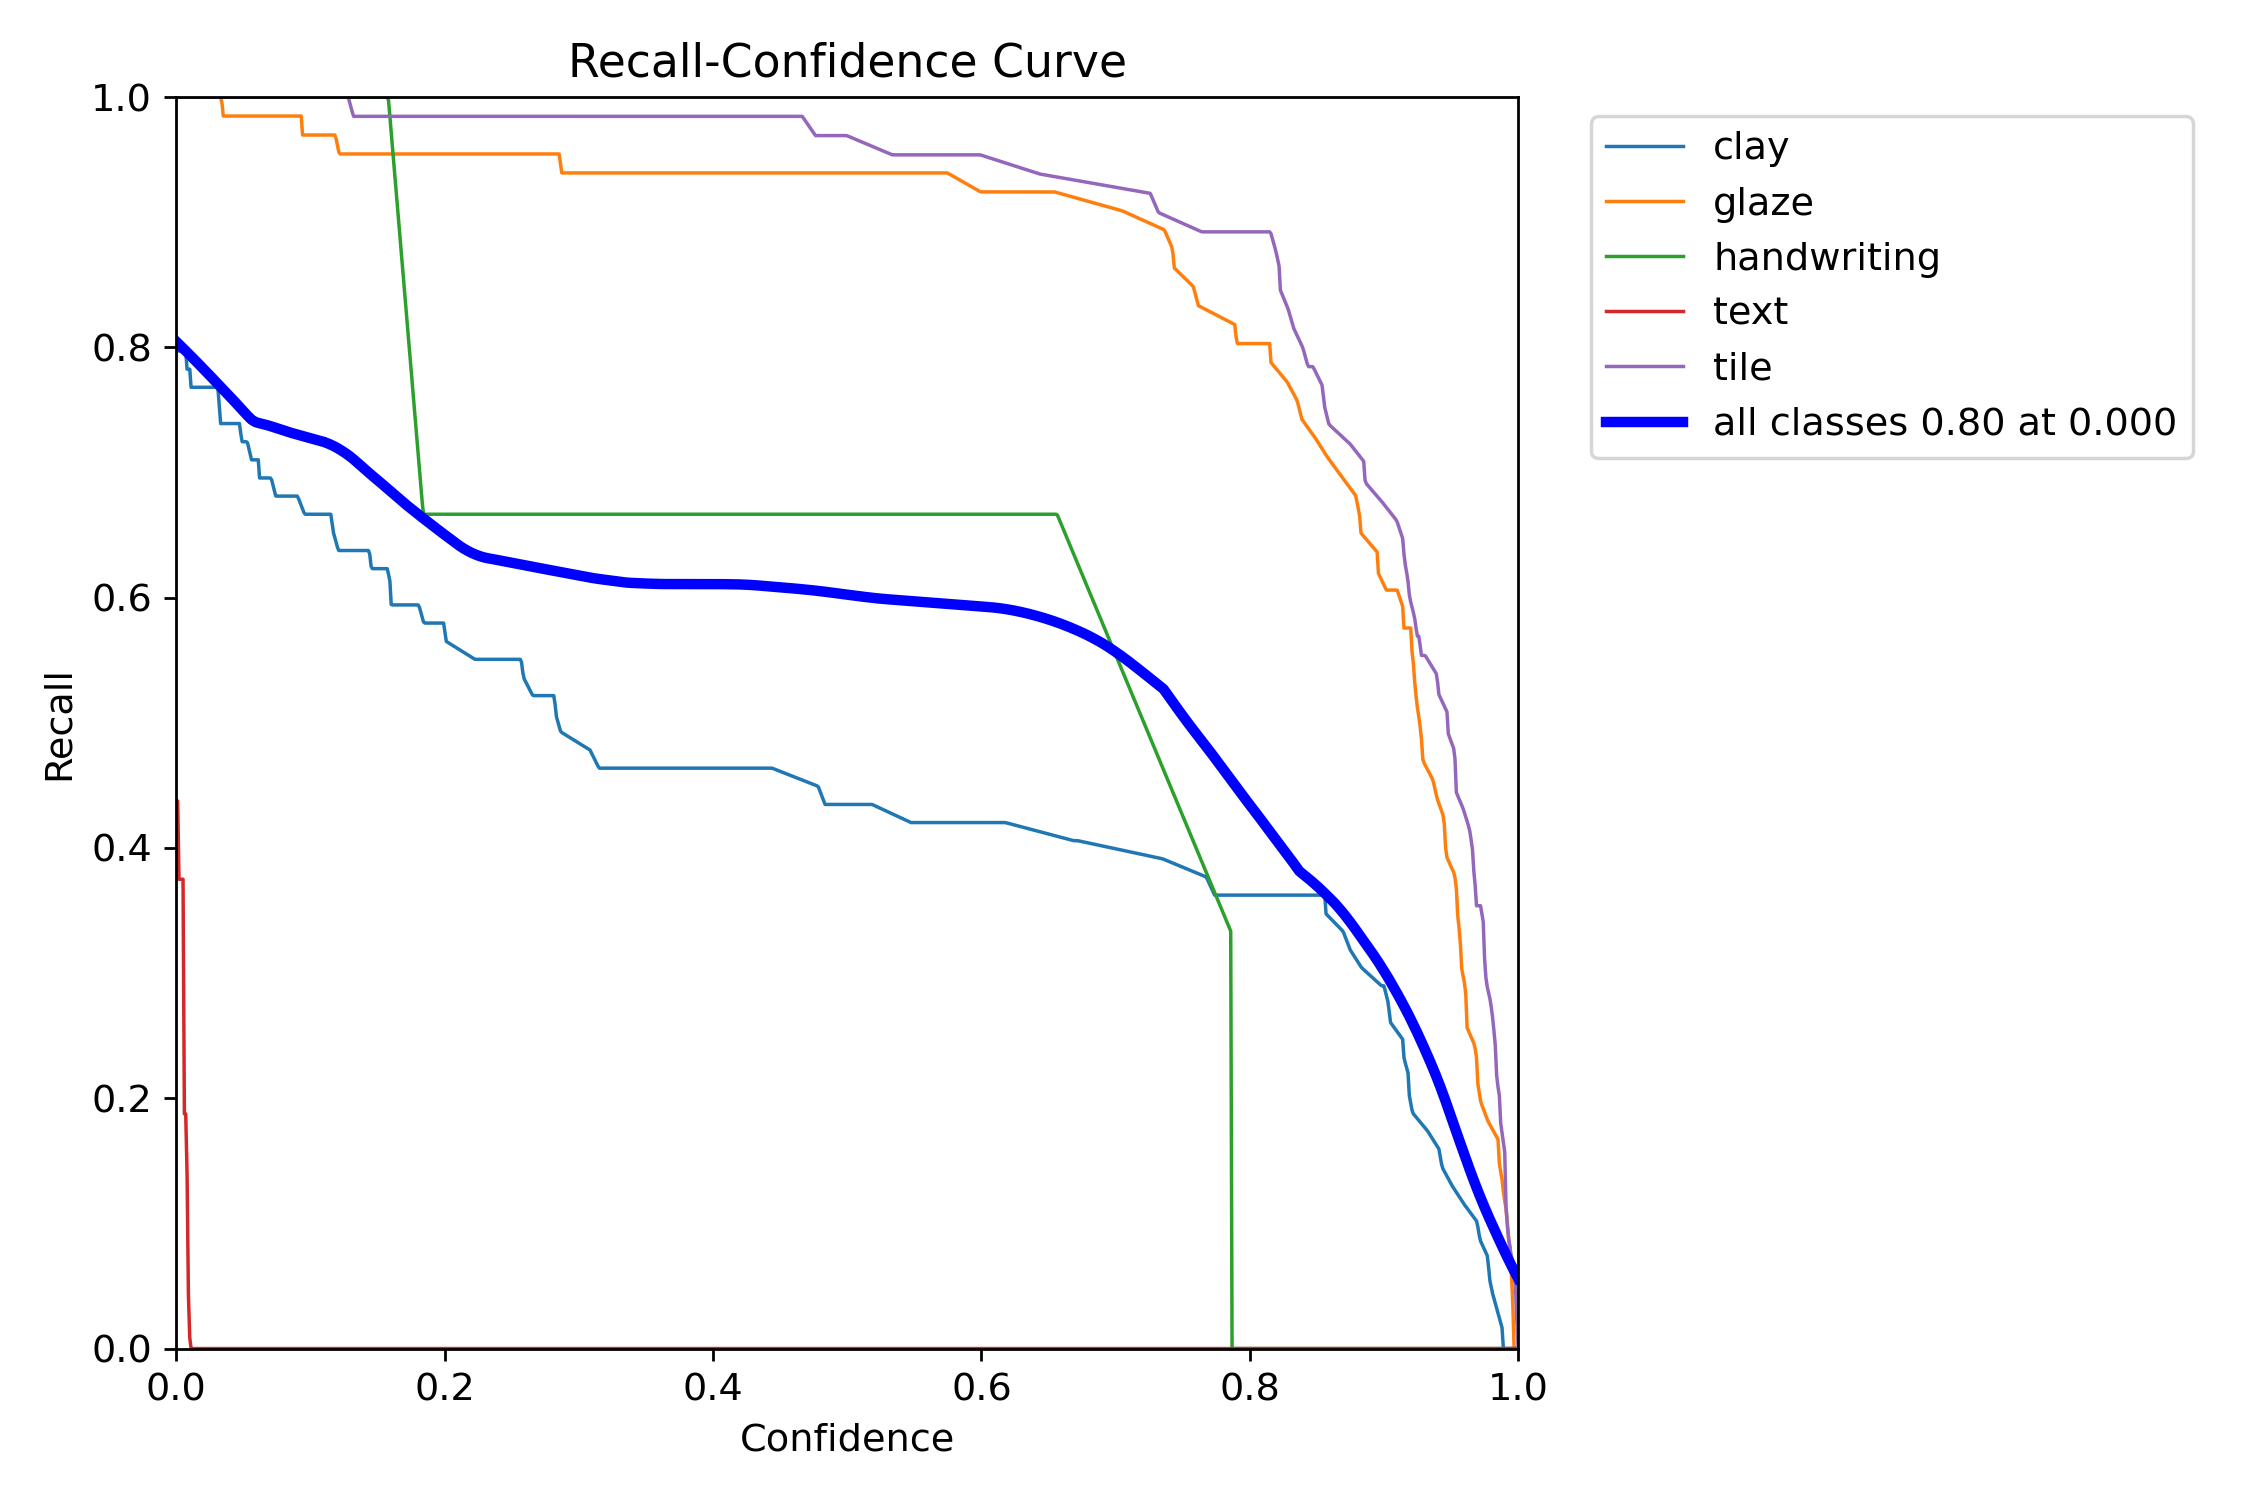 Recall-Confidence Curve
1.0
0.8
0.6
0.4
0.2
0.0
Recall
0.0 0.2 0.4 0.6 0.8 1.0
Confidence
clay
glaze
handwriting
text
tile
all classes 0.80 at 0.000